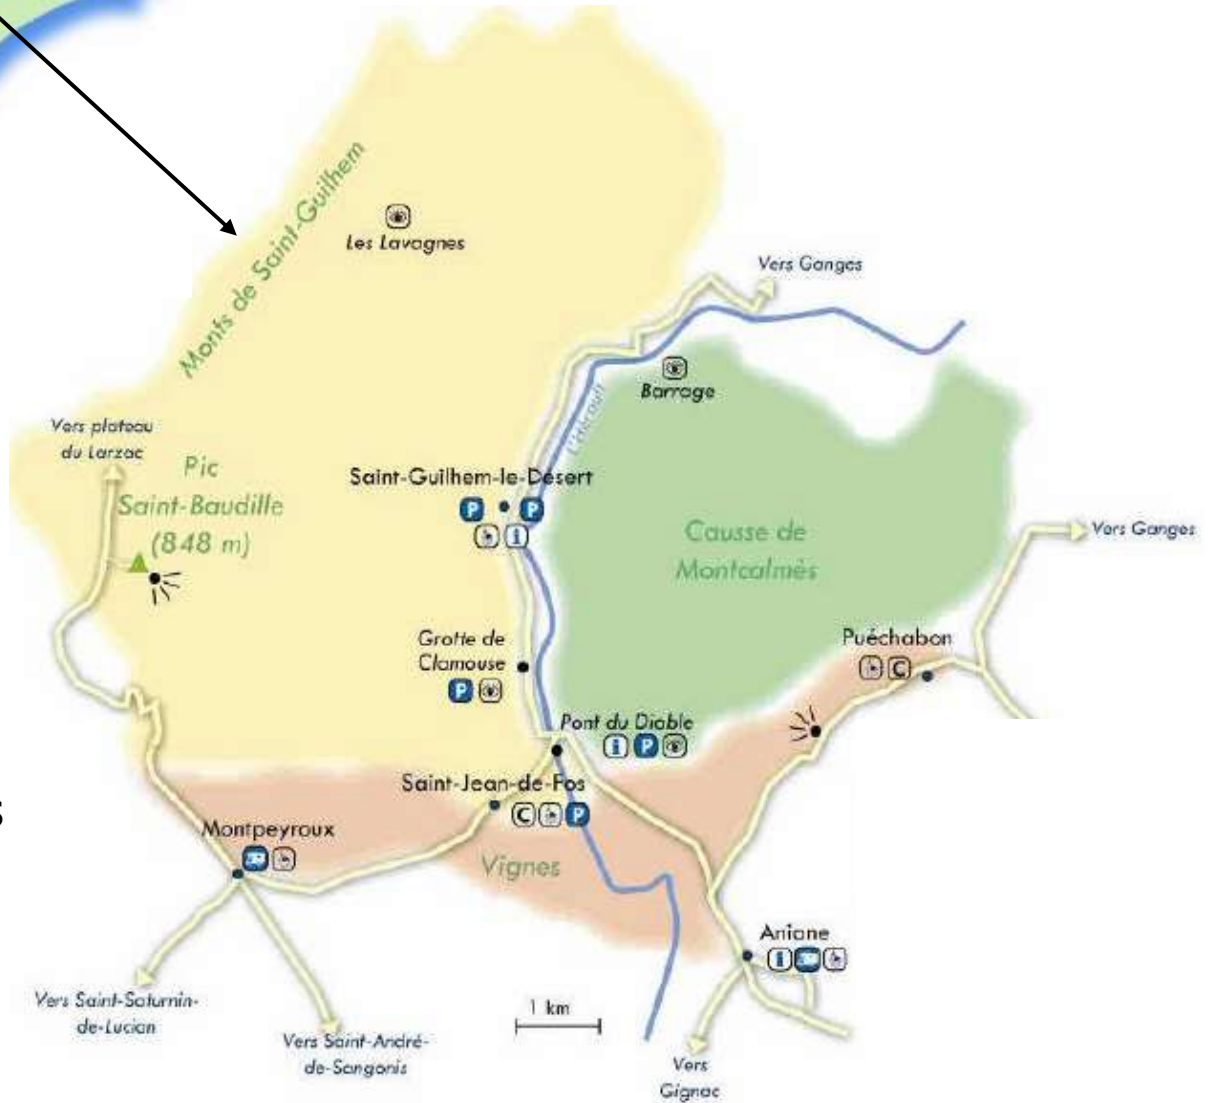 Monts de Saint-Guilhem
Les Lavagnes
Vers Ganges
Barrage
L'Hérault
Vers plateau
du Larzac
Pic
Saint-Baudille
(848 m)
Saint-Guilhem-le-Désert
P
P
i
Causse de
Montcalmès
Vers Ganges
Grotte de
Clamouse
P
Puéchabon
C
Pont du Diable
i P
Saint-Jean-de-Fos
C P
Montpeyroux
Vignes
Aniane
i
Vers Saint-Saturnin-
de-Lucian
Vers Saint-André-
de-Sangonis
1 km
Vers
Gignac
s